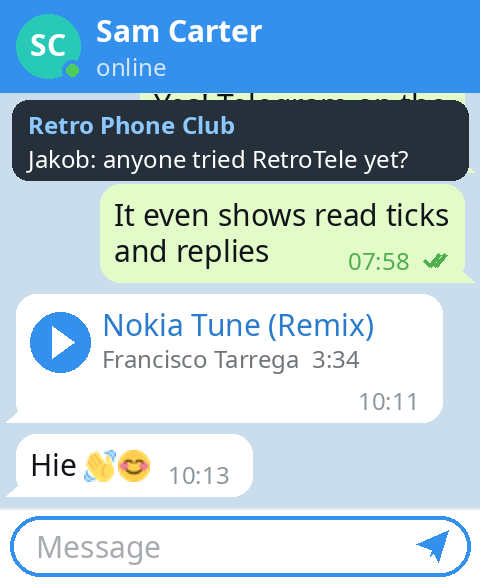 SC
Sam Carter
online
Retro Phone Club
Jakob: anyone tried RetroTele yet?
It even shows read ticks
and replies
07:58
Nokia Tune (Remix)
Francisco Tarrega 3:34
10:11
Hie 👋😊 10:13
Message